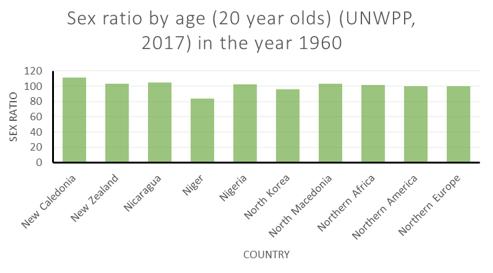 Sex ratio by age (20 year olds) (UNWPP,
2017) in the year 1960
SEX RATIO
120
100
80
60
40
20
0
New Caledonia
New Zealand
Nicaragua
Niger
Nigeria
North Korea
North Macedonia
Northern Africa
Northern America
Northern Europe
COUNTRY